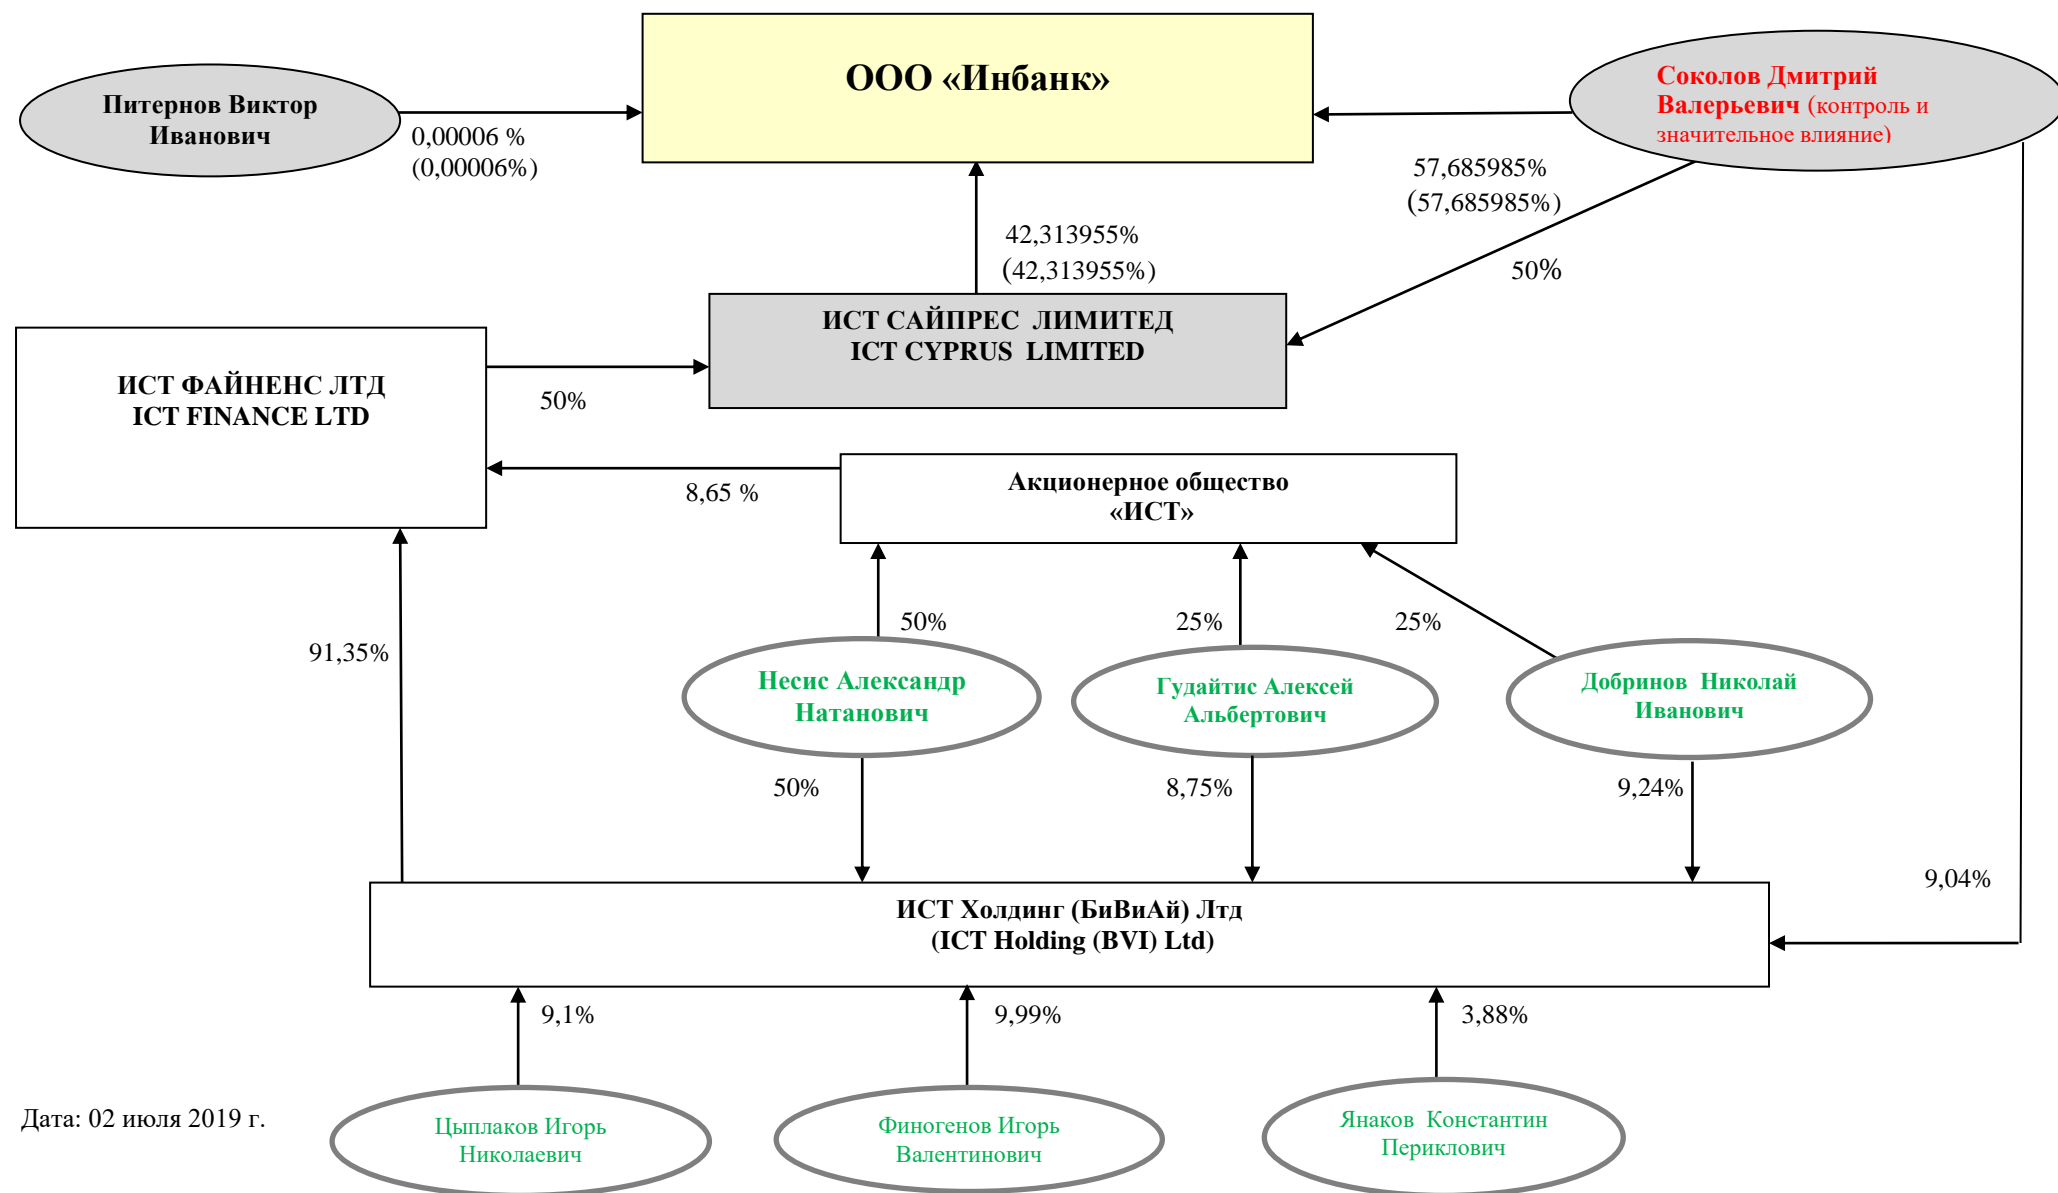 ООО «Инбанк»
Питернов Виктор
Иванович
Соколов Дмитрий
Валерьевич (контроль и
значительное влияние)
0,00006 %
(0,00006%)
57,685985%
(57,685985%)
42,313955%
(42,313955%)
50%
ИСТ САЙПРЕС  ЛИМИТЕД
ICT CYPRUS  LIMITED
ИСТ ФАЙНЕНС ЛТД
ICT FINANCE LTD
50%
Акционерное общество
«ИСТ»
8,65 %
50%
25%
25%
91,35%
Несис Александр
Натанович
Гудайтис Алексей
Альбертович
Добринов  Николай
Иванович
50%
8,75%
9,24%
9,04%
ИСТ Холдинг (БиВиАй) Лтд
(ICT Holding (BVI) Ltd)
9,1%
9,99%
3,88%
Дата: 02 июля 2019 г.
Цыплаков Игорь
Николаевич
Финогенов Игорь
Валентинович
Янаков  Константин
Периклович